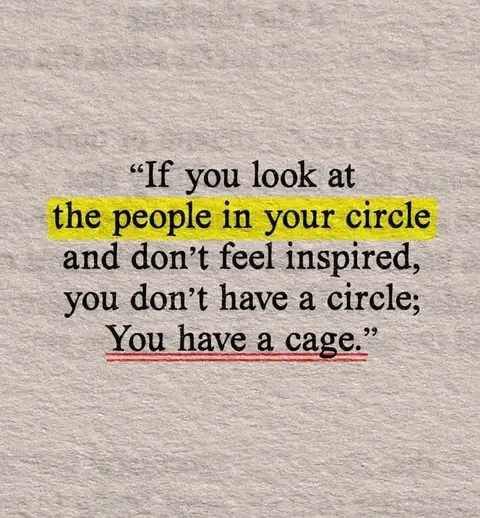 “If you look at
the people in your circle
and don’t feel inspired,
you don’t have a circle;
You have a cage.”